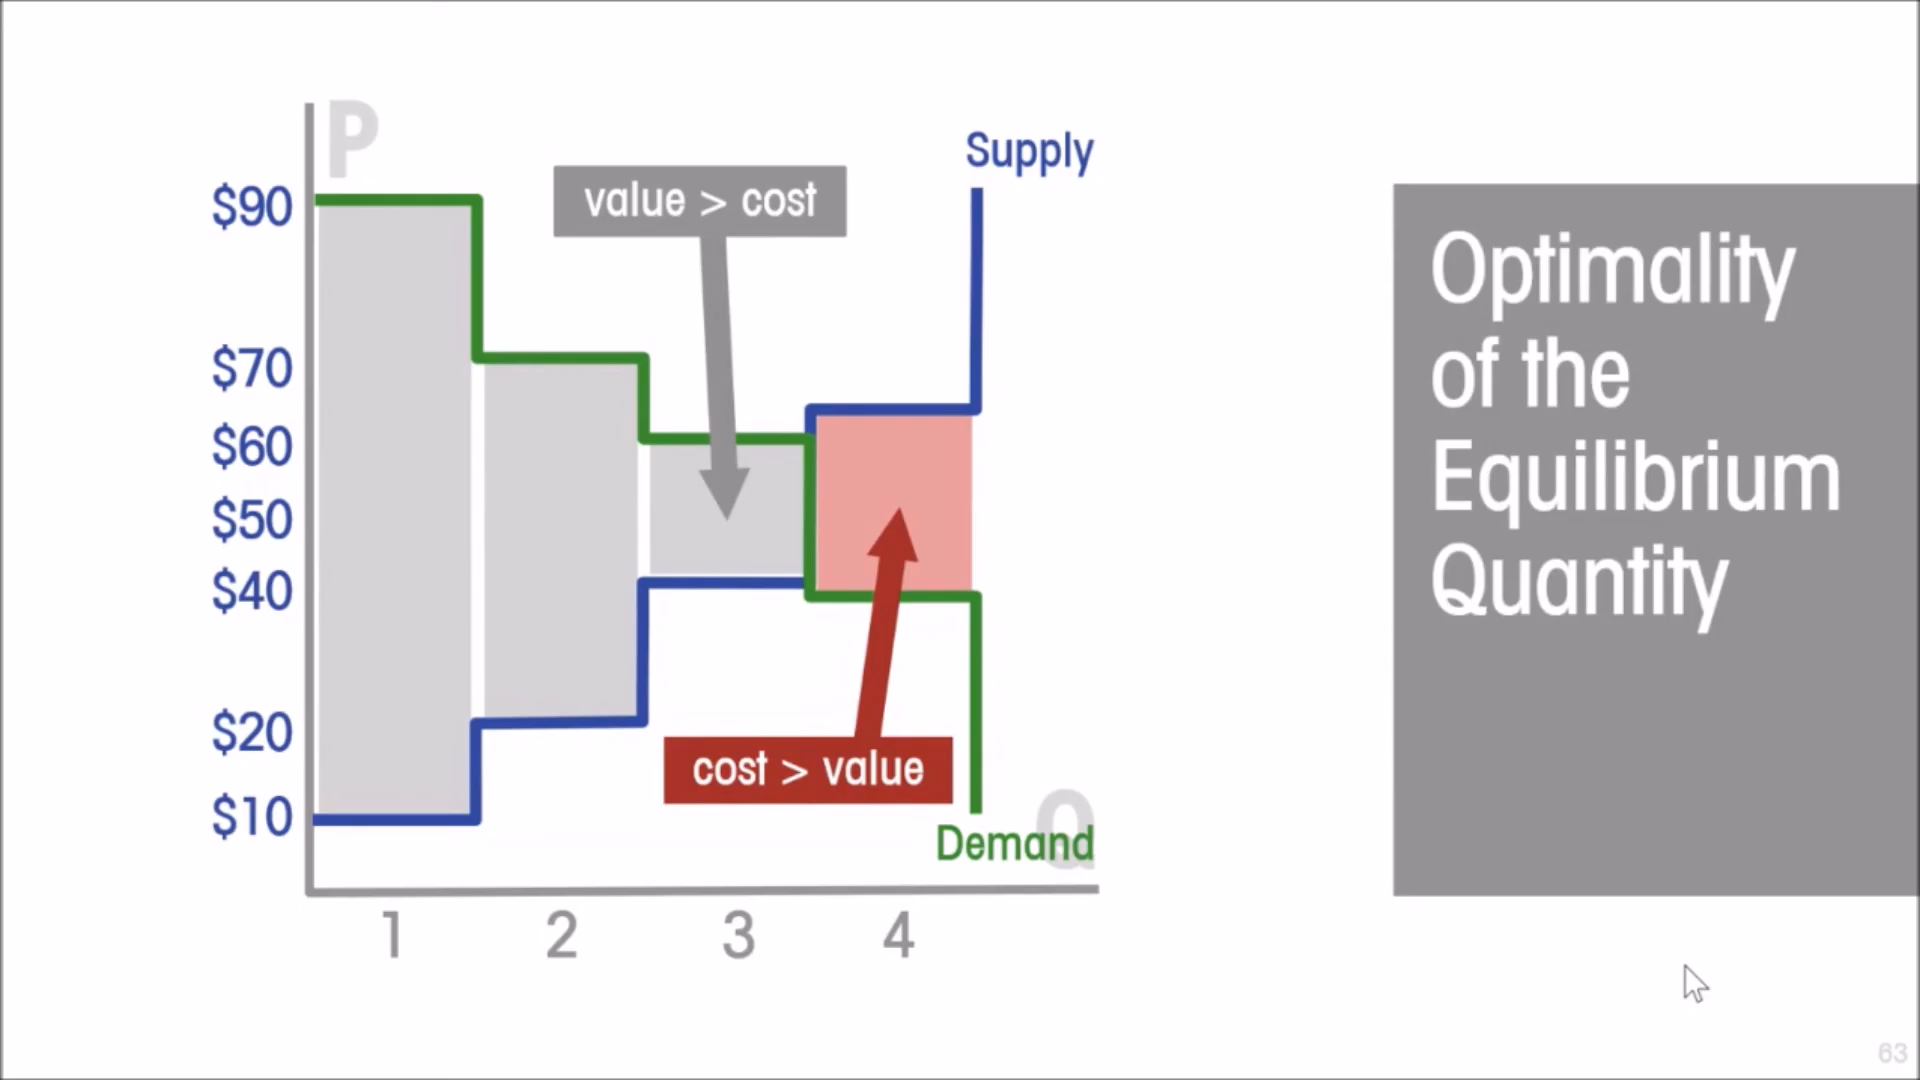 P
Supply
value > cost
$90
$70
$60
$50
$40
$20
$10
cost > value
Q
Demand
1 2 3 4
Optimality
of the
Equilibrium
Quantity
63